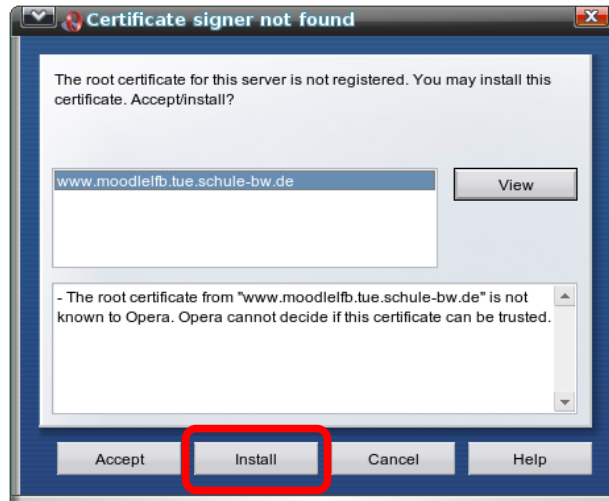 Certificate signer not found
The root certificate for this server is not registered. You may install this
certificate. Accept/install?
www.moodlelfb.tue.schule-bw.de
View
- The root certificate from "www.moodlelfb.tue.schule-bw.de" is not
known to Opera. Opera cannot decide if this certificate can be trusted.
Accept
Install
Cancel
Help